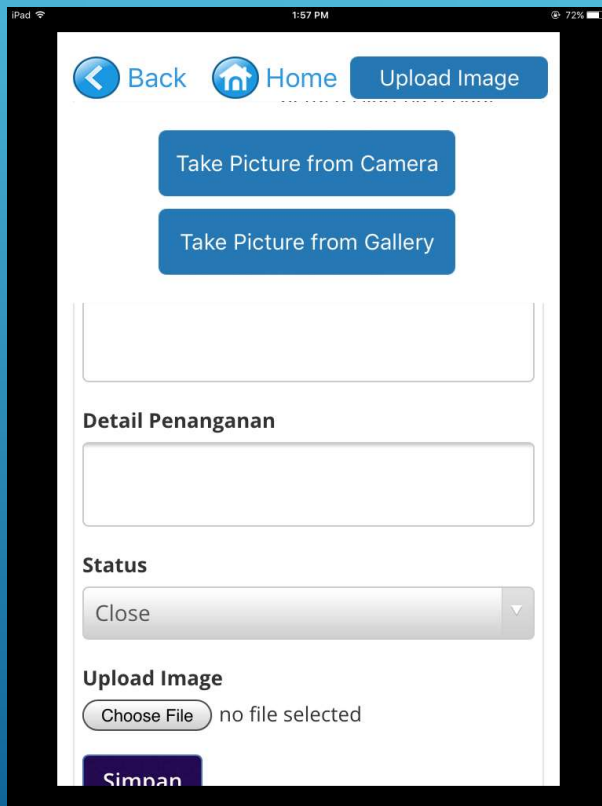 iPad 1:57 PM 72%
Back Home Upload Image
Take Picture from Camera
Take Picture from Gallery
Detail Penanganan
Status
Close
Upload Image
Choose File no file selected
Simpan